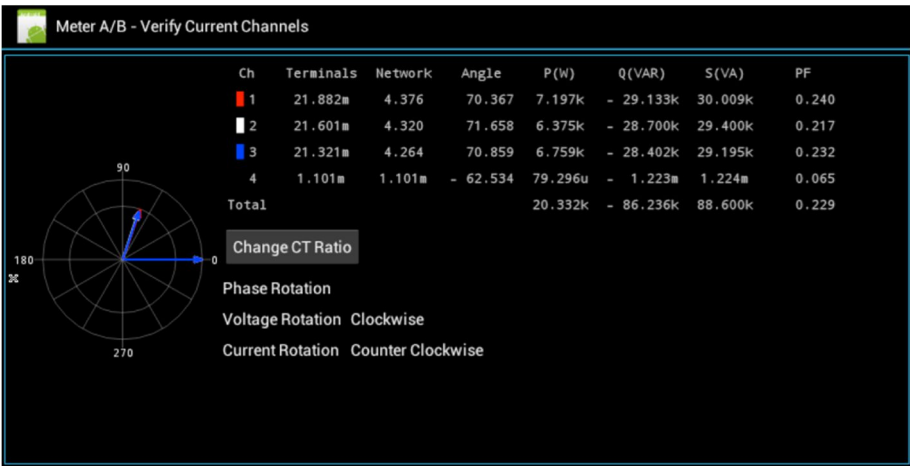 Meter A/B - Verify Current Channels
Ch Terminals Network Angle P(W) Q(VAR) S(VA) PF
1 21.882m 4.376 70.367 7.197k - 29.133k 30.009k 0.240
2 21.601m 4.320 71.658 6.375k - 28.700k 29.400k 0.217
3 21.321m 4.264 70.859 6.759k - 28.402k 29.195k 0.232
4 1.101m 1.101m - 62.534 79.296u - 1.223m 1.224m 0.065
Total 20.332k - 86.236k 88.600k 0.229
90
180
0
270
Change CT Ratio
Phase Rotation
Voltage Rotation Clockwise
Current Rotation Counter Clockwise